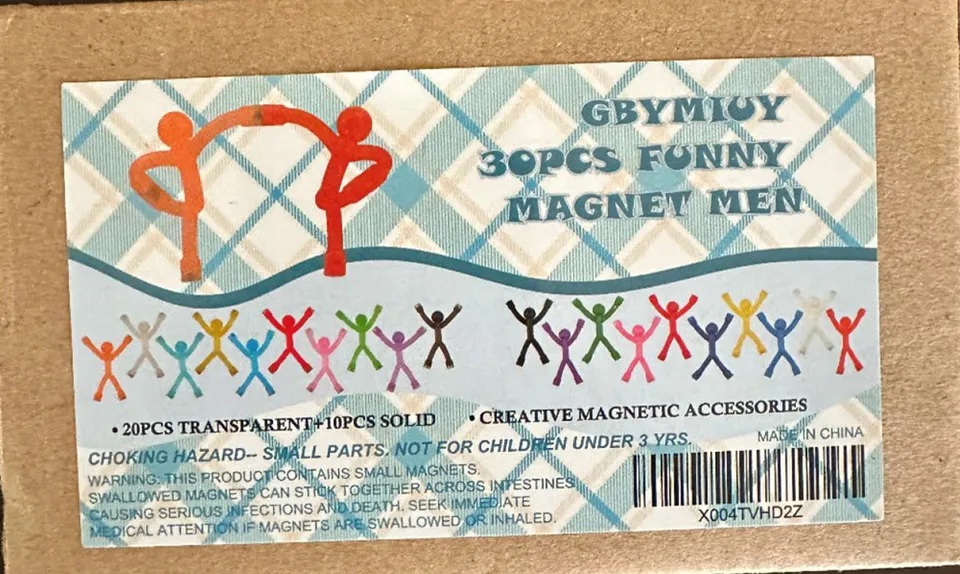 GBYMIUY
30PCS FUNNY
MAGNET MEN
• 20PCS TRANSPARENT+10PCS SOLID
• CREATIVE MAGNETIC ACCESSORIES
CHOKING HAZARD-- SMALL PARTS. NOT FOR CHILDREN UNDER 3 YRS.
MADE IN CHINA
WARNING: THIS PRODUCT CONTAINS SMALL MAGNETS.
SWALLOWED MAGNETS CAN STICK TOGETHER ACROSS INTESTINES
CAUSING SERIOUS INFECTIONS AND DEATH. SEEK IMMEDIATE
MEDICAL ATTENTION IF MAGNETS ARE SWALLOWED OR INHALED.
X004TVHD2Z